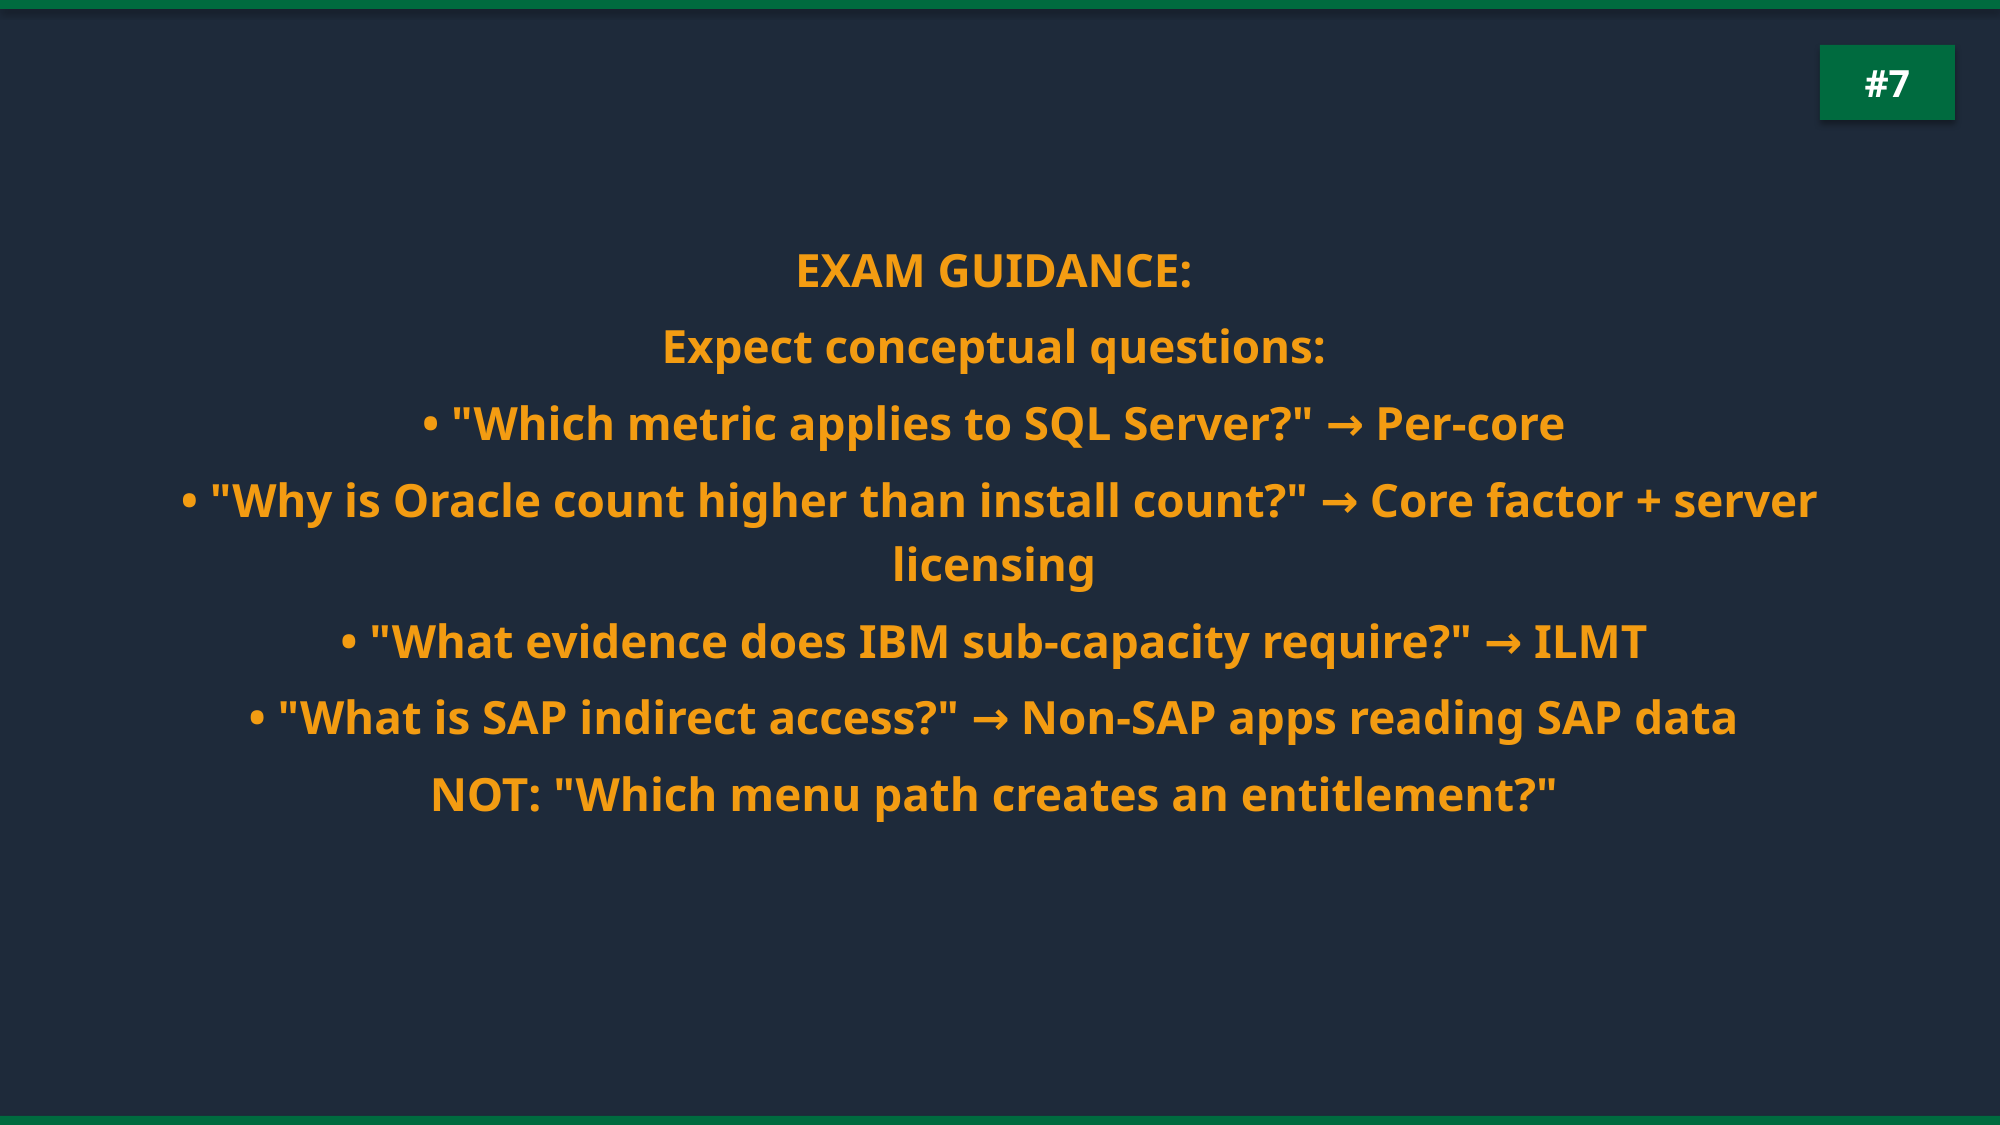 #7
EXAM GUIDANCE:
Expect conceptual questions:
• "Which metric applies to SQL Server?" → Per-core
• "Why is Oracle count higher than install count?" → Core factor + server
licensing
• "What evidence does IBM sub-capacity require?" → ILMT
• "What is SAP indirect access?" → Non-SAP apps reading SAP data
NOT: "Which menu path creates an entitlement?"